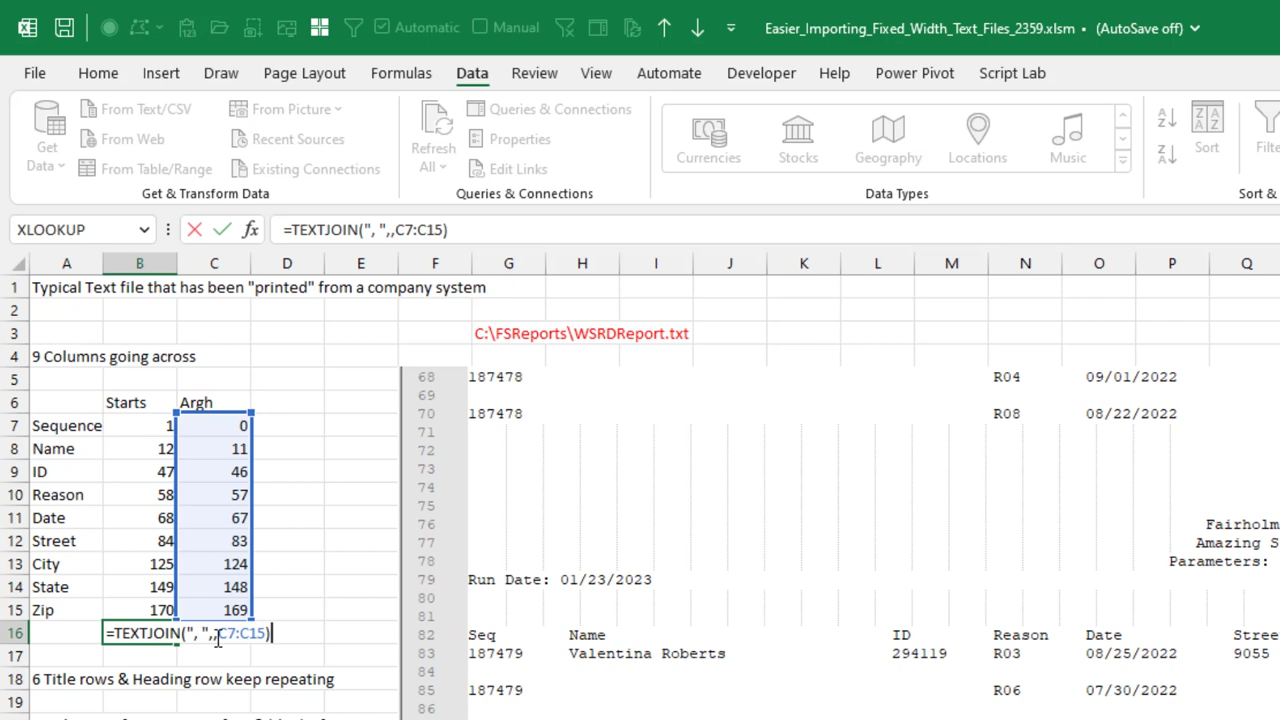 Automatic Manual Easier_Importing_Fixed_Width_Text_Files_2359.xlsm • (AutoSave off)
File Home Insert Draw Page Layout Formulas Data Review View Automate Developer Help Power Pivot Script Lab
From Text/CSV From Picture Queries & Connections
Get Data From Web Recent Sources Refresh All Properties Currencies Stocks Geography Locations Music Sort
From Table/Range Existing Connections Edit Links
Get & Transform Data Queries & Connections Data Types Sort &
XLOOKUP fx =TEXTJOIN(", ",,C7:C15)
A B C D E F G H I J K L M N O P Q
1 Typical Text file that has been "printed" from a company system
2
3 C:\FSReports\WSRDReport.txt
4 9 Columns going across
5
68 187478 R04 09/01/2022
6 Starts Argh
69
70 187478 R08 08/22/2022
7 Sequence 1 0
71
8 Name 12 11
72
9 ID 47 46
73
10 Reason 58 57
74
75
11 Date 68 67
76 Fairholm
12 Street 84 83
77 Amazing S
13 City 125 124
78 Parameters:
14 State 149 148
79 Run Date: 01/23/2023
80
15 Zip 170 169
81
16 =TEXTJOIN(", ",,C7:C15)
82 Seq Name ID Reason Date Stree
83 187479 Valentina Roberts 294119 R03 08/25/2022 9055
17
84
18 6 Title rows & Heading row keep repeating
85 187479 R06 07/30/2022
19
86